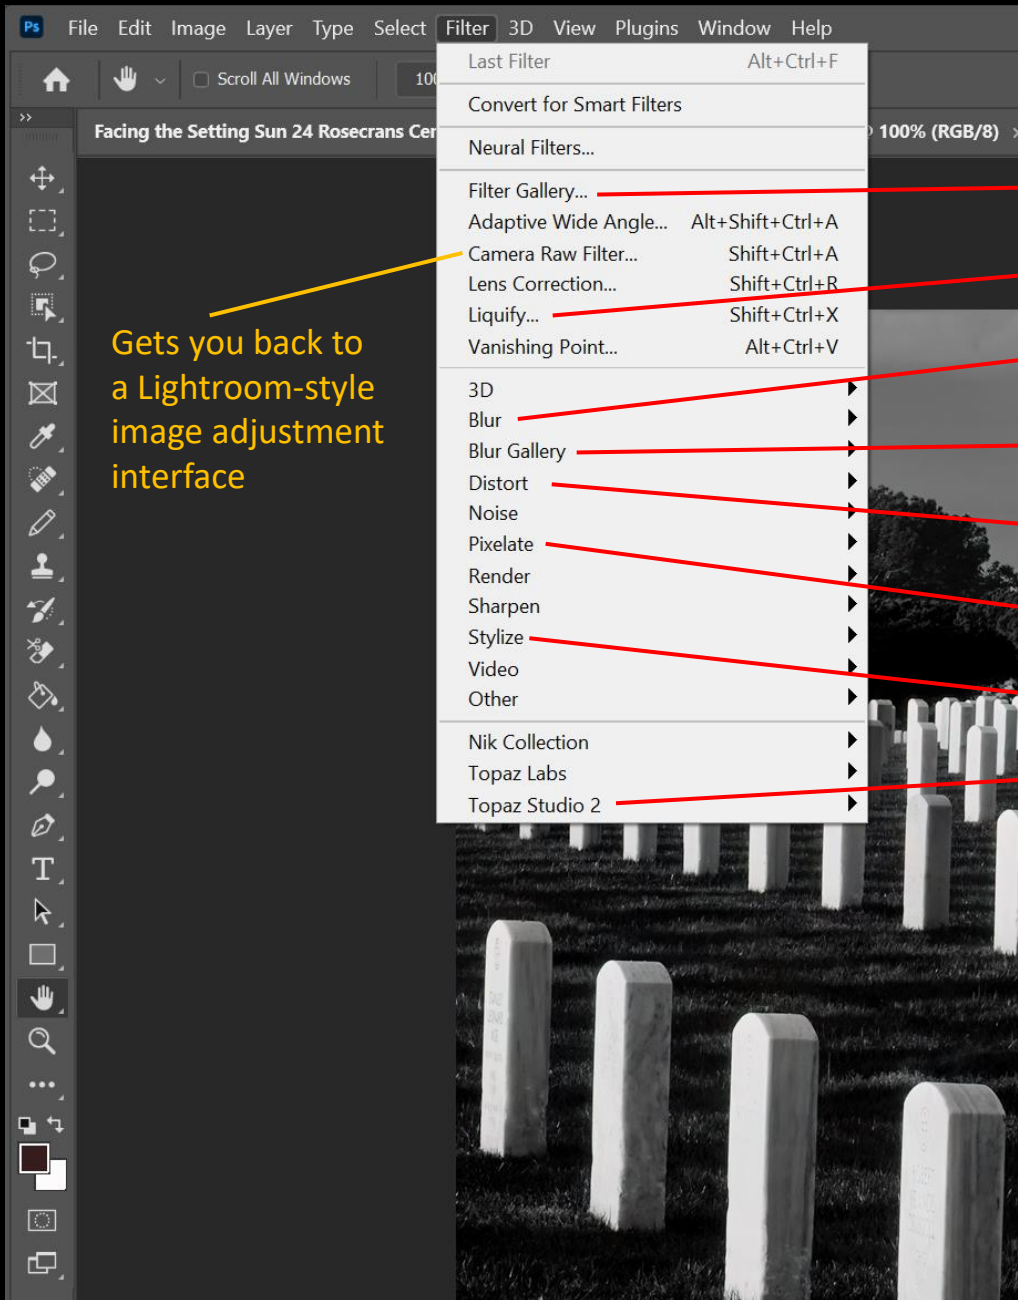 Ps File Edit Image Layer Type Select Filter 3D View Plugins Window Help
Scroll All Windows 100
Facing the Setting Sun 24 Rosecrans Cer 100% (RGB/8) ×
Last Filter Alt+Ctrl+F
Convert for Smart Filters
Neural Filters...
Filter Gallery...
Adaptive Wide Angle... Alt+Shift+Ctrl+A
Camera Raw Filter... Shift+Ctrl+A
Lens Correction... Shift+Ctrl+R
Liquify... Shift+Ctrl+X
Vanishing Point... Alt+Ctrl+V
3D
Blur
Blur Gallery
Distort
Noise
Pixelate
Render
Sharpen
Stylize
Video
Other
Nik Collection
Topaz Labs
Topaz Studio 2
Gets you back to
a Lightroom-style
image adjustment
interface